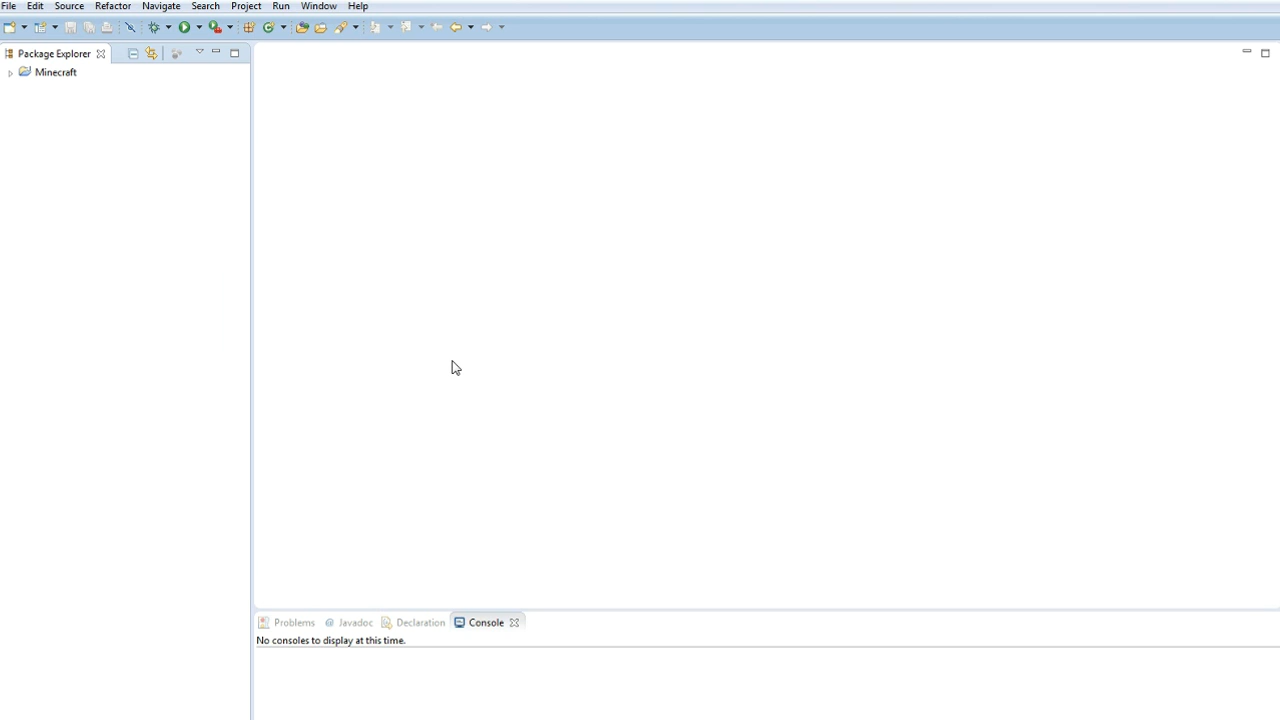 File Edit Source Refactor Navigate Search Project Run Window Help
Package Explorer
Minecraft
Problems Javadoc Declaration Console
No consoles to display at this time.